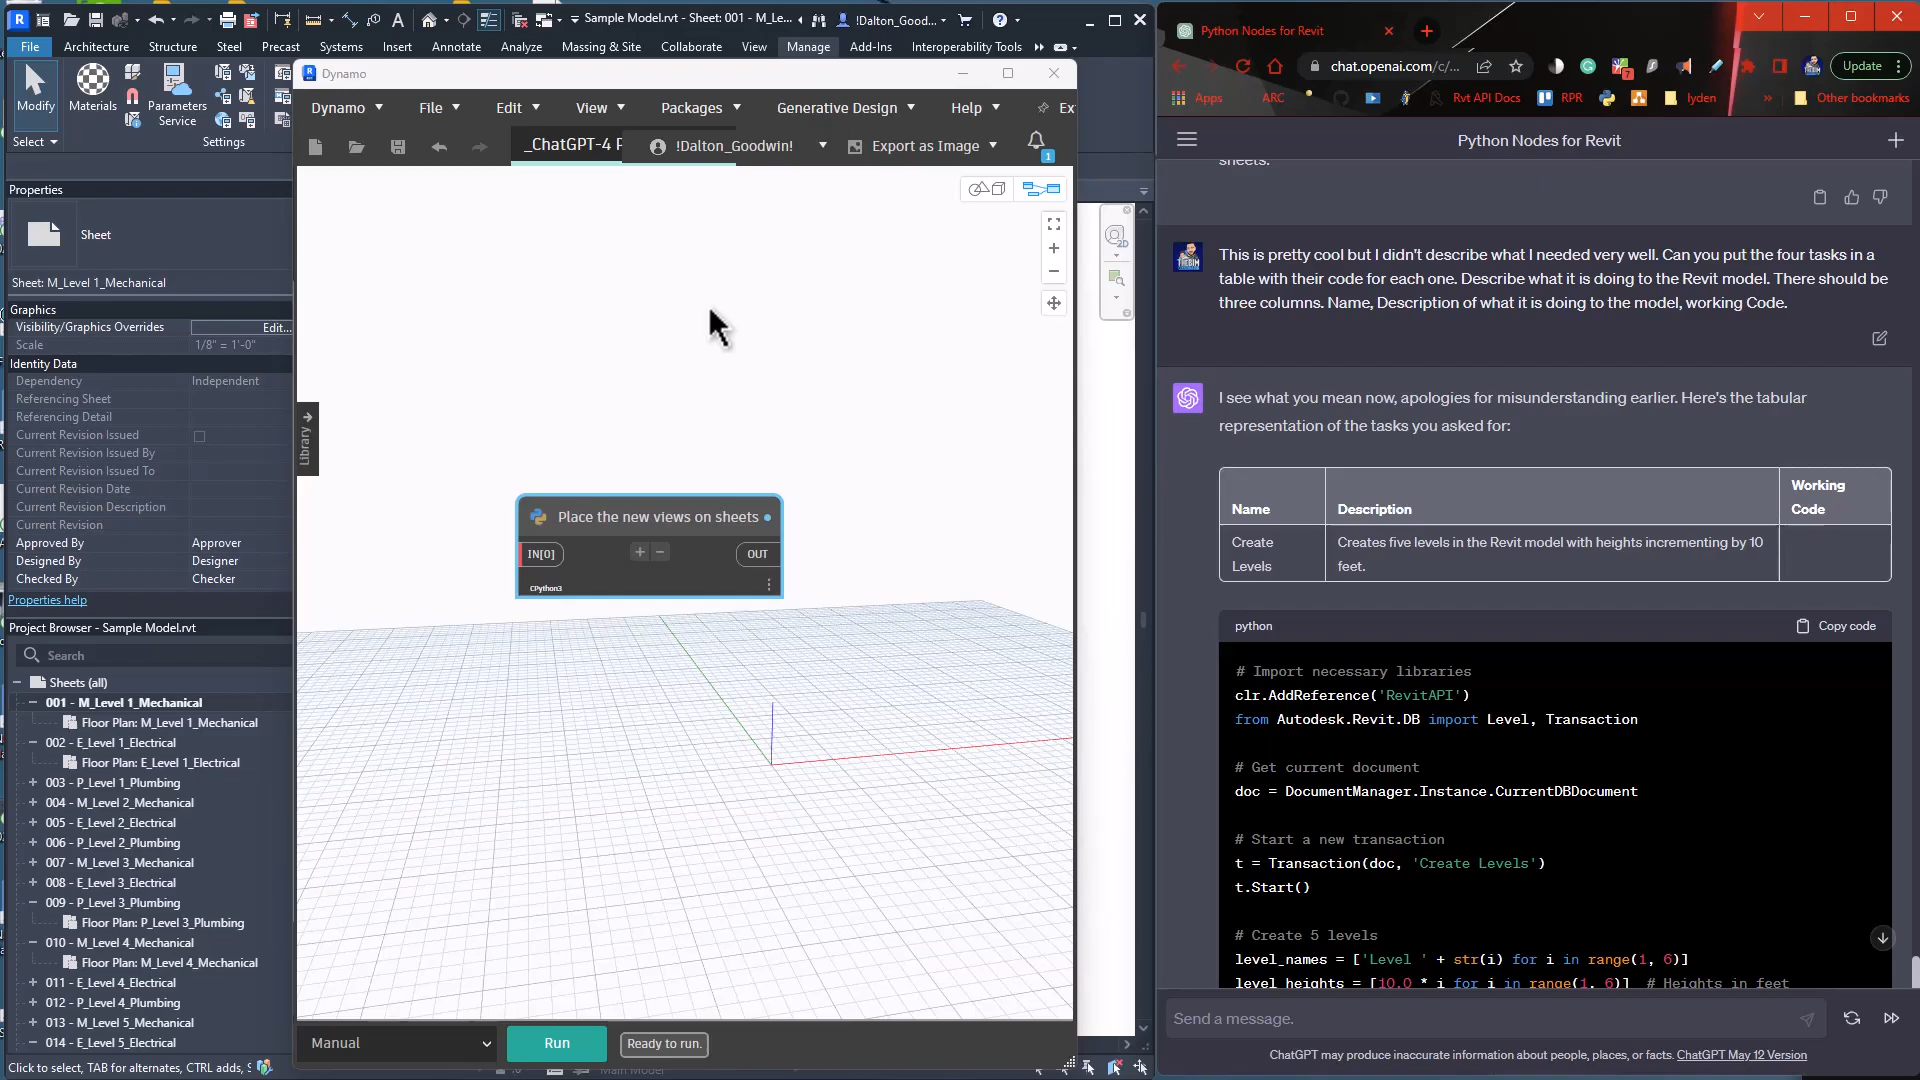 Sample Model.rvt - Sheet: 001 - M_Le...
!Dalton_Good...
File
Architecture
Structure
Steel
Precast
Systems
Insert
Annotate
Analyze
Massing & Site
Collaborate
View
Manage
Add-Ins
Interoperability Tools
Modify
Materials
Parameters
Service
Select
Settings
Properties
Sheet
Sheet: M_Level 1_Mechanical
Graphics
Visibility/Graphics Overrides
Edit...
Scale
1/8" = 1'-0"
Identity Data
Dependency
Independent
Referencing Sheet
Referencing Detail
Current Revision Issued
Current Revision Issued By
Current Revision Issued To
Current Revision Date
Current Revision Description
Current Revision
Approved By
Approver
Designed By
Designer
Checked By
Checker
Properties help
Project Browser - Sample Model.rvt
Search
Sheets (all)
001 - M_Level 1_Mechanical
Floor Plan: M_Level 1_Mechanical
002 - E_Level 1_Electrical
Floor Plan: E_Level 1_Electrical
003 - P_Level 1_Plumbing
004 - M_Level 2_Mechanical
005 - E_Level 2_Electrical
006 - P_Level 2_Plumbing
007 - M_Level 3_Mechanical
008 - E_Level 3_Electrical
009 - P_Level 3_Plumbing
Floor Plan: P_Level 3_Plumbing
010 - M_Level 4_Mechanical
Floor Plan: M_Level 4_Mechanical
011 - E_Level 4_Electrical
012 - P_Level 4_Plumbing
013 - M_Level 5_Mechanical
014 - E_Level 5_Electrical
Click to select, TAB for alternates, CTRL adds, S
Main Model
Dynamo
Dynamo
File
Edit
View
Packages
Generative Design
Help
Ex
_ChatGPT-4 P
!Dalton_Goodwin!
Export as Image
1
2D
Library
Place the new views on sheets
IN[0]
+
−
OUT
CPython3
Manual
Run
Ready to run.
Python Nodes for Revit
chat.openai.com/c/...
7
Update
Apps
ARC
Rvt API Docs
RPR
lyden
Other bookmarks
Python Nodes for Revit
sheets.
This is pretty cool but I didn't describe what I needed very well. Can you put the four tasks in a
table with their code for each one. Describe what it is doing to the Revit model. There should be
three columns. Name, Description of what it is doing to the model, working Code.
I see what you mean now, apologies for misunderstanding earlier. Here's the tabular
representation of the tasks you asked for:
Name
Description
Working
Code
Create
Levels
Creates five levels in the Revit model with heights incrementing by 10
feet.
python
Copy code
# Import necessary libraries
clr.AddReference('RevitAPI')
from Autodesk.Revit.DB import Level, Transaction
# Get current document
doc = DocumentManager.Instance.CurrentDBDocument
# Start a new transaction
t = Transaction(doc, 'Create Levels')
t.Start()
# Create 5 levels
level_names = ['Level ' + str(i) for i in range(1, 6)]
level_heights = [10.0 * i for i in range(1, 6)]  # Heights in feet
Send a message.
ChatGPT may produce inaccurate information about people, places, or facts. ChatGPT May 12 Version